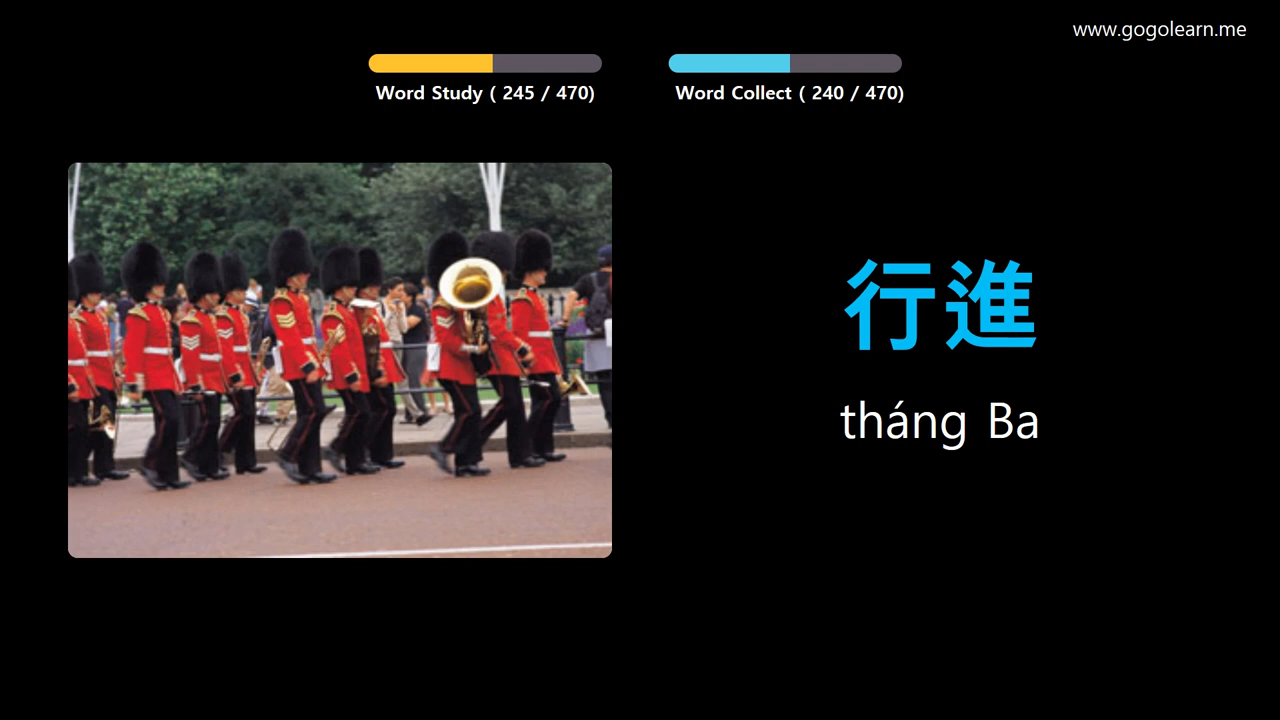 www.gogolearn.me
Word Study ( 245 / 470)
Word Collect ( 240 / 470)
行進
tháng Ba